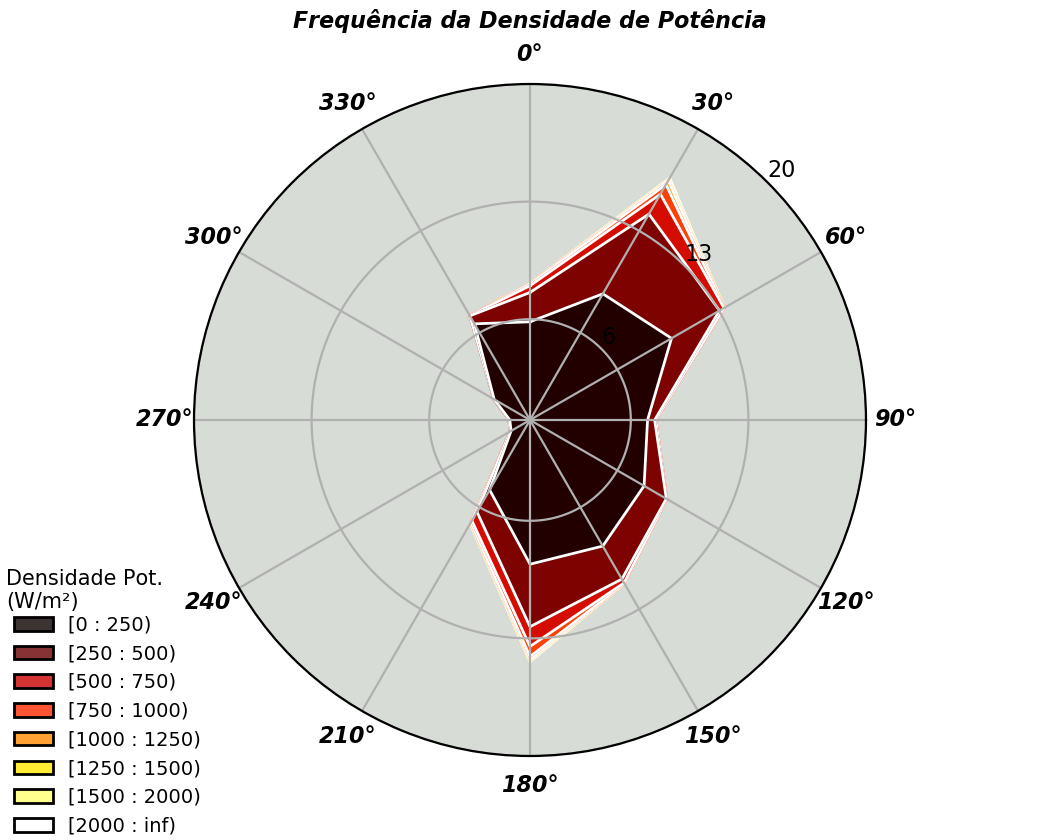 Frequência da Densidade de Potência
0°
330°
30°
20
300°
60°
13
6
270°
90°
240°
120°
210°
150°
180°
Densidade Pot.
(W/m²)
[0 : 250)
[250 : 500)
[500 : 750)
[750 : 1000)
[1000 : 1250)
[1250 : 1500)
[1500 : 2000)
[2000 : inf)